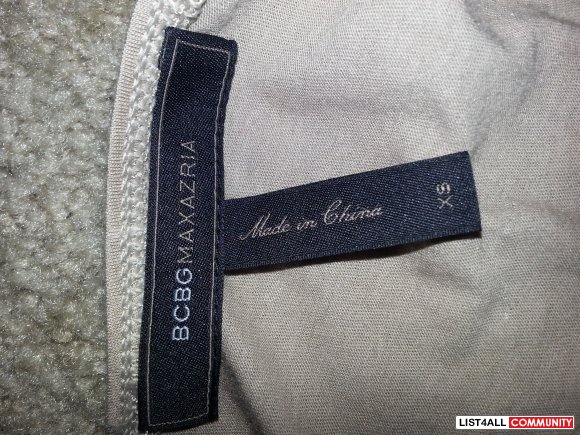 BCBGMAXAZRIA
Made in China
XS
LIST4ALL COMMUNITY